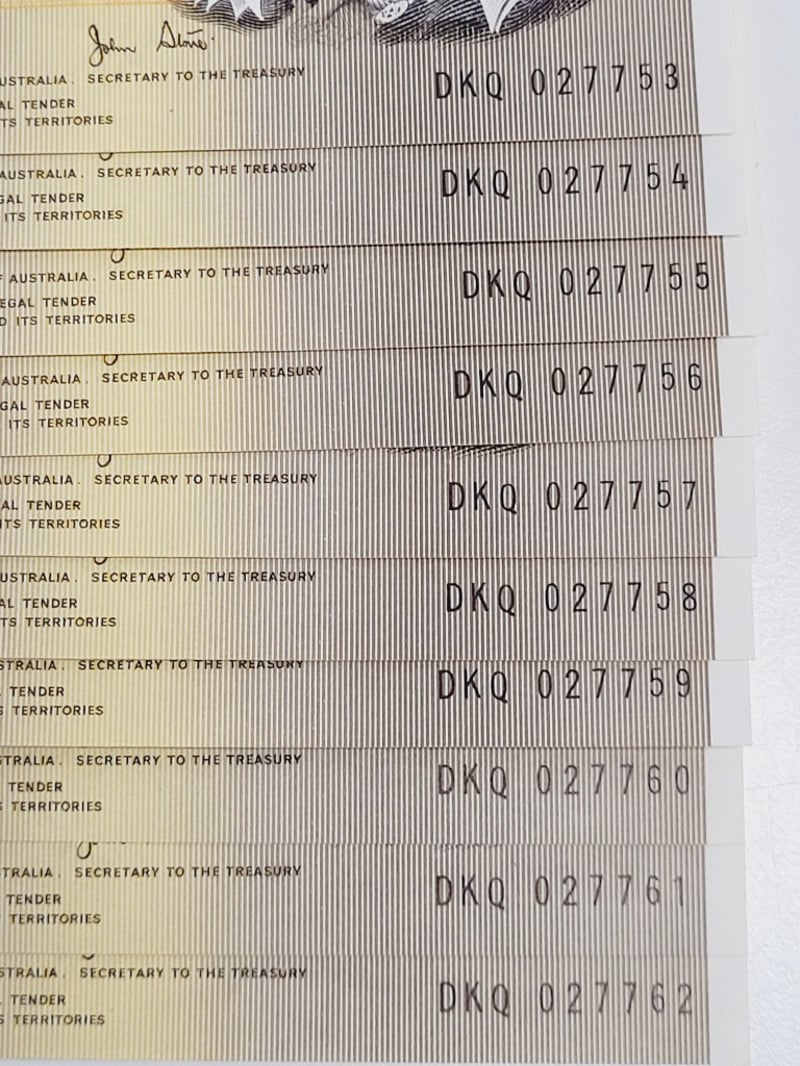 John Stone
USTRALIA. SECRETARY TO THE TREASURY
DKQ 027753
AL TENDER
TS TERRITORIES
AUSTRALIA. SECRETARY TO THE TREASURY
DKQ 027754
GAL TENDER
ITS TERRITORIES
F AUSTRALIA. SECRETARY TO THE TREASURY
DKQ 027755
EGAL TENDER
D ITS TERRITORIES
AUSTRALIA. SECRETARY TO THE TREASURY
DKQ 027756
GAL TENDER
ITS TERRITORIES
AUSTRALIA. SECRETARY TO THE TREASURY
DKQ 027757
AL TENDER
ITS TERRITORIES
USTRALIA. SECRETARY TO THE TREASURY
DKQ 027758
AL TENDER
TS TERRITORIES
STRALIA. SECRETARY TO THE TREASURY
DKQ 027759
TENDER
S TERRITORIES
STRALIA. SECRETARY TO THE TREASURY
DKQ 027760
TENDER
S TERRITORIES
TRALIA. SECRETARY TO THE TREASURY
DKQ 027761
TENDER
TERRITORIES
STRALIA. SECRETARY TO THE TREASURY
DKQ 027762
TENDER
S TERRITORIES